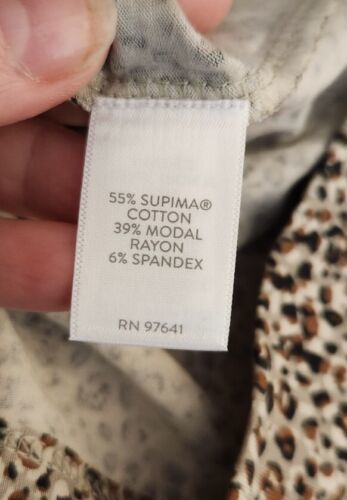 55% SUPIMA®
COTTON
39% MODAL
RAYON
6% SPANDEX
RN 97641